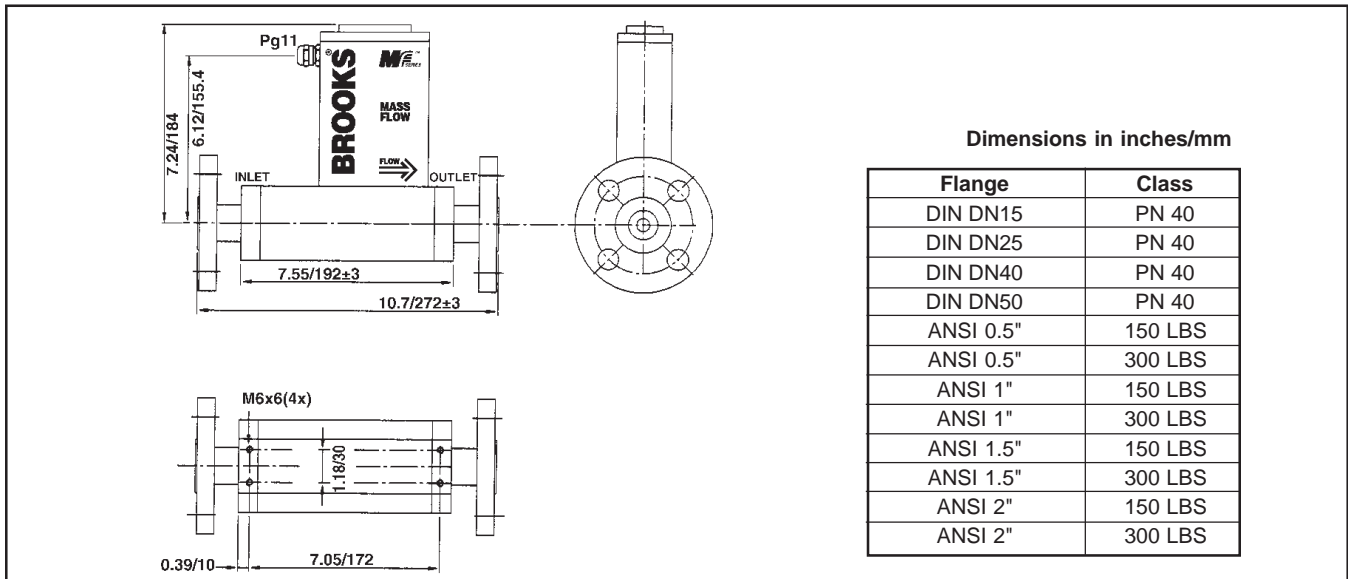 Pg11
7.24/184
6.12/155.4
BROOKS
®
MF™
SERIES
MASS
FLOW
FLOW
INLET
OUTLET
7.55/192±3
10.7/272±3
M6x6(4x)
1.18/30
0.39/10
7.05/172
Dimensions in inches/mm
Flange Class
DIN DN15 PN 40
DIN DN25 PN 40
DIN DN40 PN 40
DIN DN50 PN 40
ANSI 0.5" 150 LBS
ANSI 0.5" 300 LBS
ANSI 1" 150 LBS
ANSI 1" 300 LBS
ANSI 1.5" 150 LBS
ANSI 1.5" 300 LBS
ANSI 2" 150 LBS
ANSI 2" 300 LBS